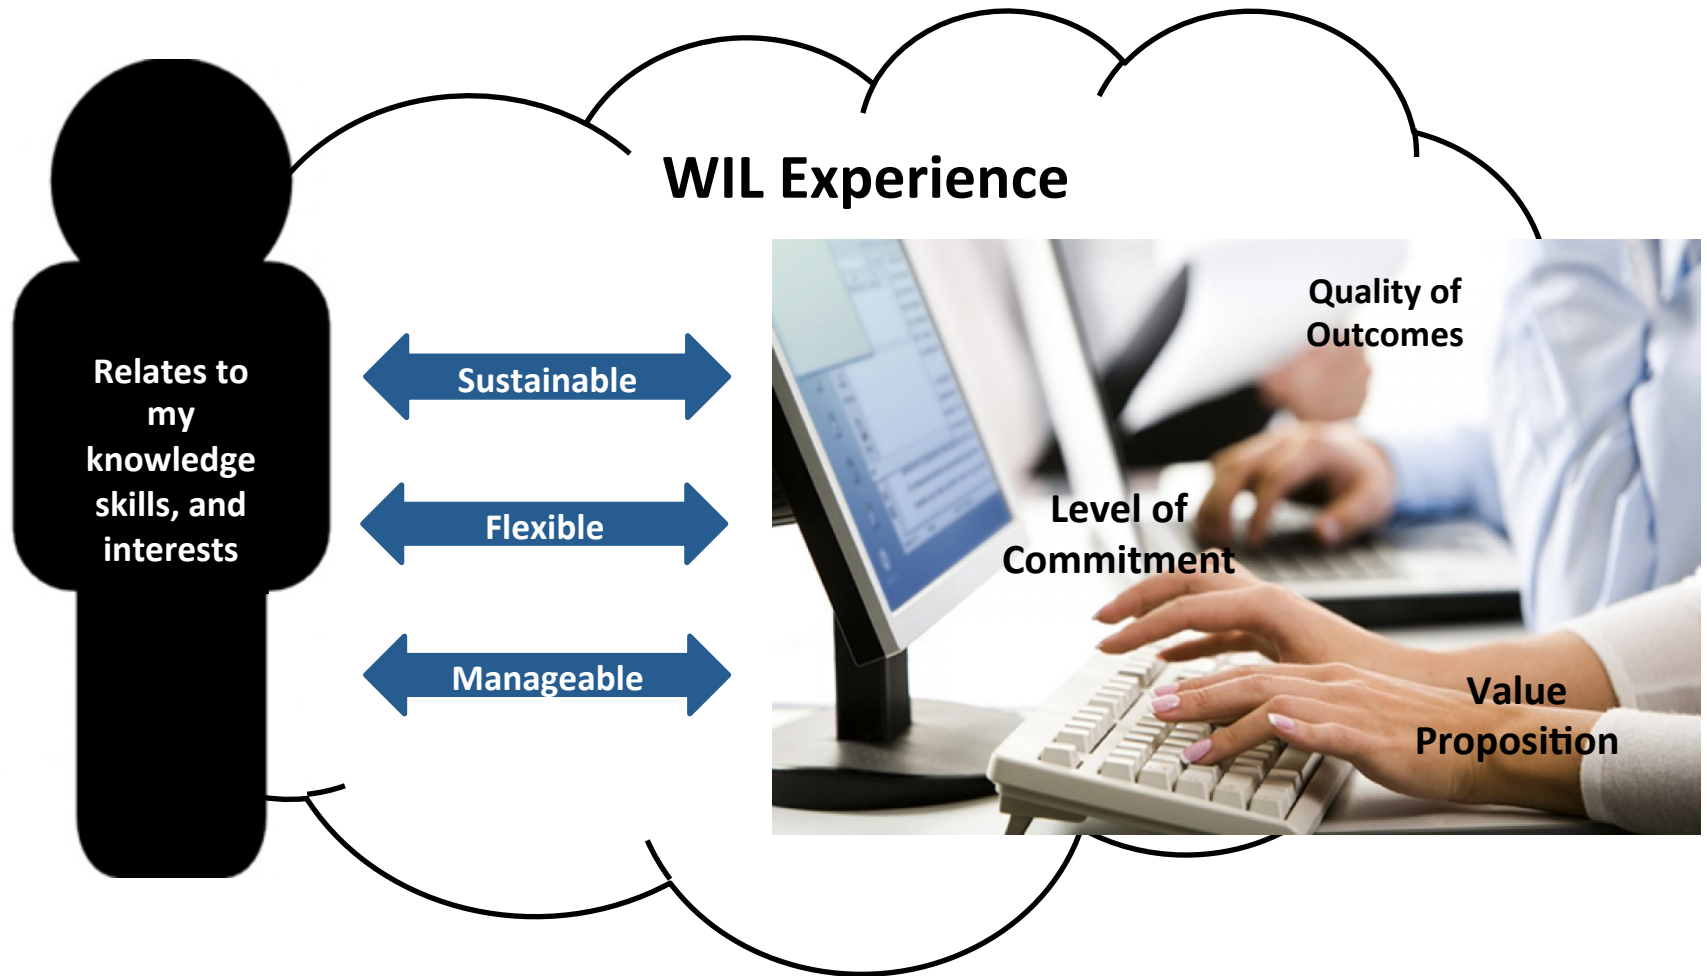 WIL Experience
Relates to
my
knowledge
skills, and
interests
Sustainable
Flexible
Manageable
Quality of
Outcomes
Level of
Commitment
Value
Proposition